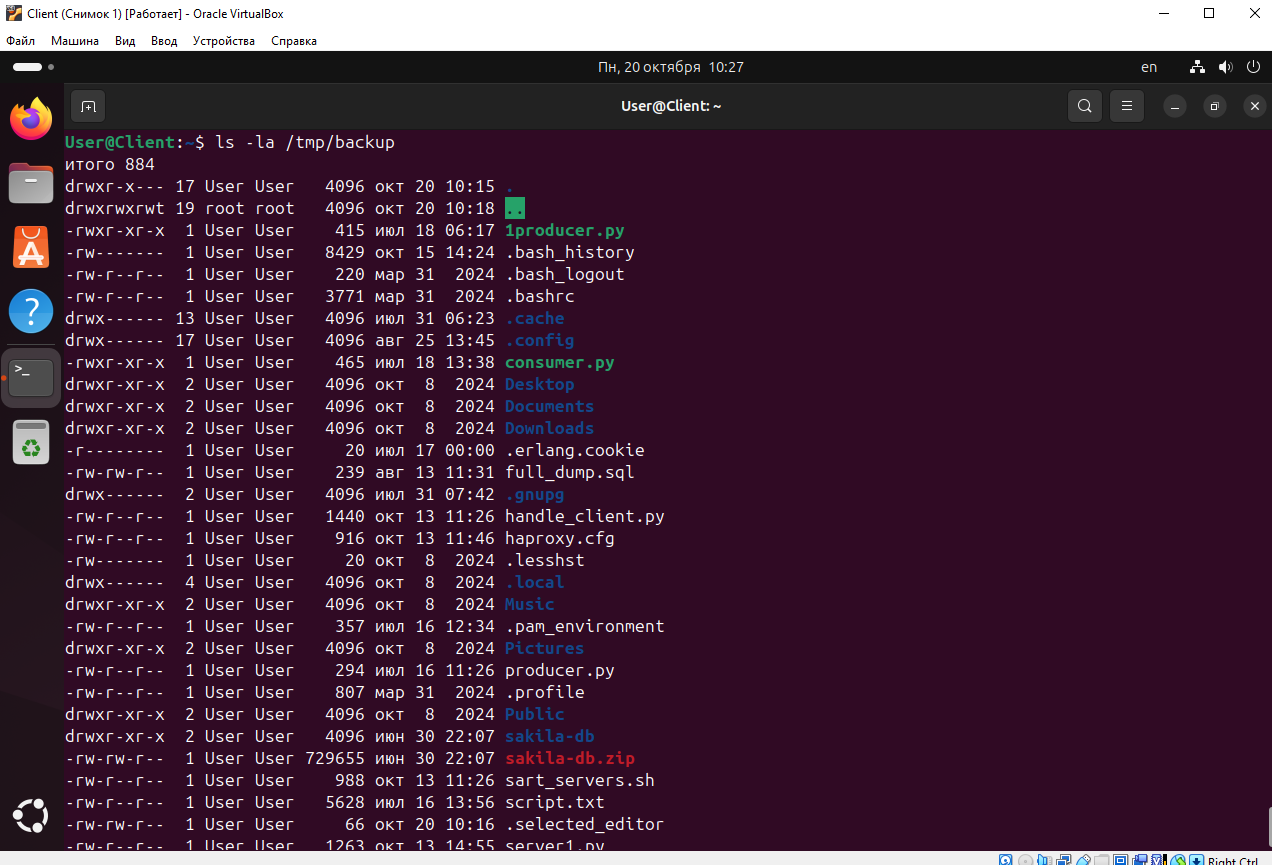 Client (Снимок 1) [Работает] - Oracle VirtualBox
Файл Машина Вид Ввод Устройства Справка
Пн, 20 октября 10:27 en
User@Client: ~
User@Client:~$ ls -la /tmp/backup
итого 884
drwxr-x--- 17 User User 4096 окт 20 10:15 .
drwxrwxrwt 19 root root 4096 окт 20 10:18 ..
-rwxr-xr-x 1 User User 415 июл 18 06:17 1producer.py
-rw------- 1 User User 8429 окт 15 14:24 .bash_history
-rw-r--r-- 1 User User 220 мар 31 2024 .bash_logout
-rw-r--r-- 1 User User 3771 мар 31 2024 .bashrc
drwx------ 13 User User 4096 июл 31 06:23 .cache
drwx------ 17 User User 4096 авг 25 13:45 .config
-rwxr-xr-x 1 User User 465 июл 18 13:38 consumer.py
drwxr-xr-x 2 User User 4096 окт 8 2024 Desktop
drwxr-xr-x 2 User User 4096 окт 8 2024 Documents
drwxr-xr-x 2 User User 4096 окт 8 2024 Downloads
-r-------- 1 User User 20 июл 17 00:00 .erlang.cookie
-rw-rw-r-- 1 User User 239 авг 13 11:31 full_dump.sql
drwx------ 2 User User 4096 июл 31 07:42 .gnupg
-rw-r--r-- 1 User User 1440 окт 13 11:26 handle_client.py
-rw-r--r-- 1 User User 916 окт 13 11:46 haproxy.cfg
-rw------- 1 User User 20 окт 8 2024 .lesshst
drwx------ 4 User User 4096 окт 8 2024 .local
drwxr-xr-x 2 User User 4096 окт 8 2024 Music
-rw-r--r-- 1 User User 357 июл 16 12:34 .pam_environment
drwxr-xr-x 2 User User 4096 окт 8 2024 Pictures
-rw-r--r-- 1 User User 294 июл 16 11:26 producer.py
-rw-r--r-- 1 User User 807 мар 31 2024 .profile
drwxr-xr-x 2 User User 4096 окт 8 2024 Public
drwxr-xr-x 2 User User 4096 июн 30 22:07 sakila-db
-rw-rw-r-- 1 User User 729655 июн 30 22:07 sakila-db.zip
-rw-r--r-- 1 User User 988 окт 13 11:26 sart_servers.sh
-rw-r--r-- 1 User User 5628 июл 16 13:56 script.txt
-rw-rw-r-- 1 User User 66 окт 20 10:16 .selected_editor
-rw-r--r-- 1 User User 1263 окт 13 14:55 server1.py
Right Ctrl